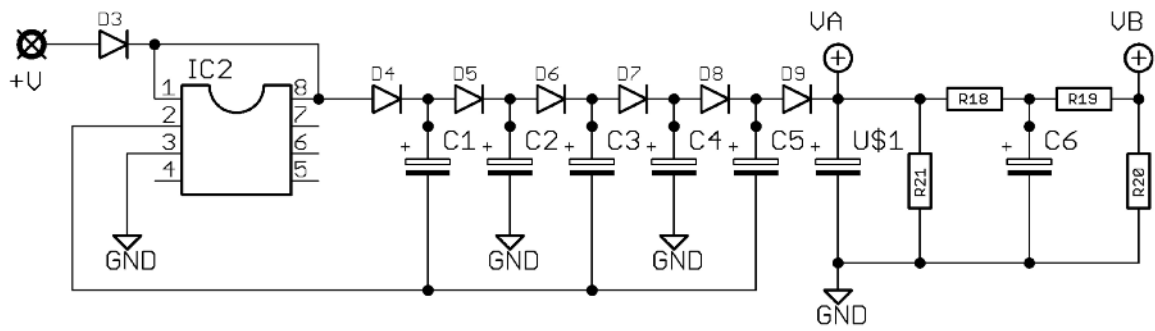 D3
VA
VB
+V
IC2
1
8
D4
D5
D6
D7
D8
D9
2
7
R18
R19
3
6
+
C1
+
C2
+
C3
+
C4
+
C5
+
U$1
+
C6
4
5
R21
R20
GND
GND
GND
GND